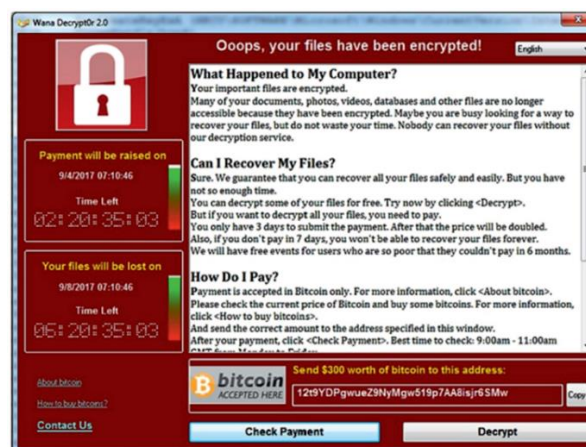 Wana Decrypt0r 2.0
Ooops, your files have been encrypted!
English
What Happened to My Computer?
Your important files are encrypted.
Many of your documents, photos, videos, databases and other files are no longer
accessible because they have been encrypted. Maybe you are busy looking for a way to
recover your files, but do not waste your time. Nobody can recover your files without
our decryption service.
Can I Recover My Files?
Sure. We guarantee that you can recover all your files safely and easily. But you have
not so enough time.
You can decrypt some of your files for free. Try now by clicking <Decrypt>.
But if you want to decrypt all your files, you need to pay.
You only have 3 days to submit the payment. After that the price will be doubled.
Also, if you don't pay in 7 days, you won't be able to recover your files forever.
We will have free events for users who are so poor that they couldn't pay in 6 months.
How Do I Pay?
Payment is accepted in Bitcoin only. For more information, click <About bitcoin>.
Please check the current price of Bitcoin and buy some bitcoins. For more information,
click <How to buy bitcoins>.
And send the correct amount to the address specified in this window.
After your payment, click <Check Payment>. Best time to check: 9:00am - 11:00am
GMT from Monday to Friday.
Payment will be raised on
9/4/2017 07:10:46
Time Left
02:20:35:03
Your files will be lost on
9/8/2017 07:10:46
Time Left
06:20:35:03
About bitcoin
How to buy bitcoins?
Contact Us
bitcoin
ACCEPTED HERE
Send $300 worth of bitcoin to this address:
12t9YDPgwueZ9NyMgw519p7AA8isjr6SMw
Copy
Check Payment
Decrypt